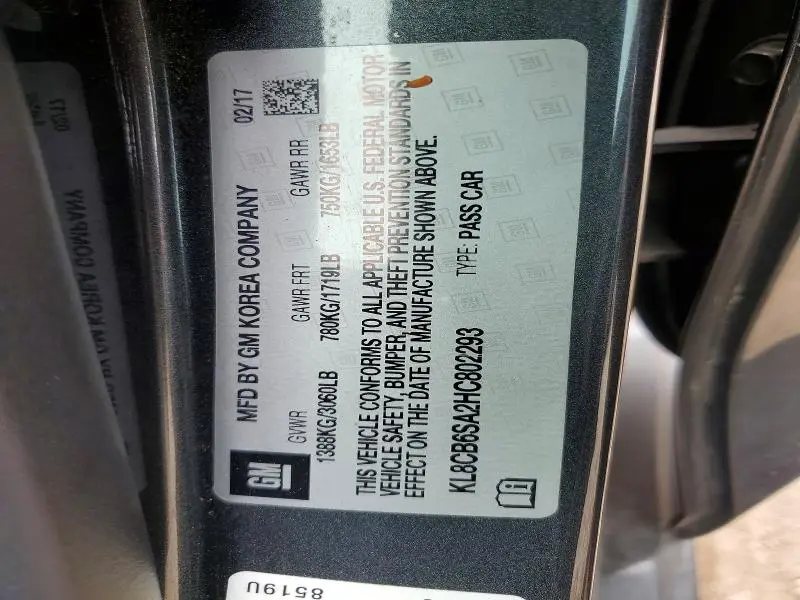 GM
MFD BY GM KOREA COMPANY 02/17
GVWR GAWR FRT GAWR RR
1388KG/3060LB 780KG/1719LB 750KG/1653LB
THIS VEHICLE CONFORMS TO ALL APPLICABLE U.S. FEDERAL MOTOR
VEHICLE SAFETY, BUMPER, AND THEFT PREVENTION STANDARDS IN
EFFECT ON THE DATE OF MANUFACTURE SHOWN ABOVE.
KL8CB6SA2HC802293 TYPE: PASS CAR
8519U